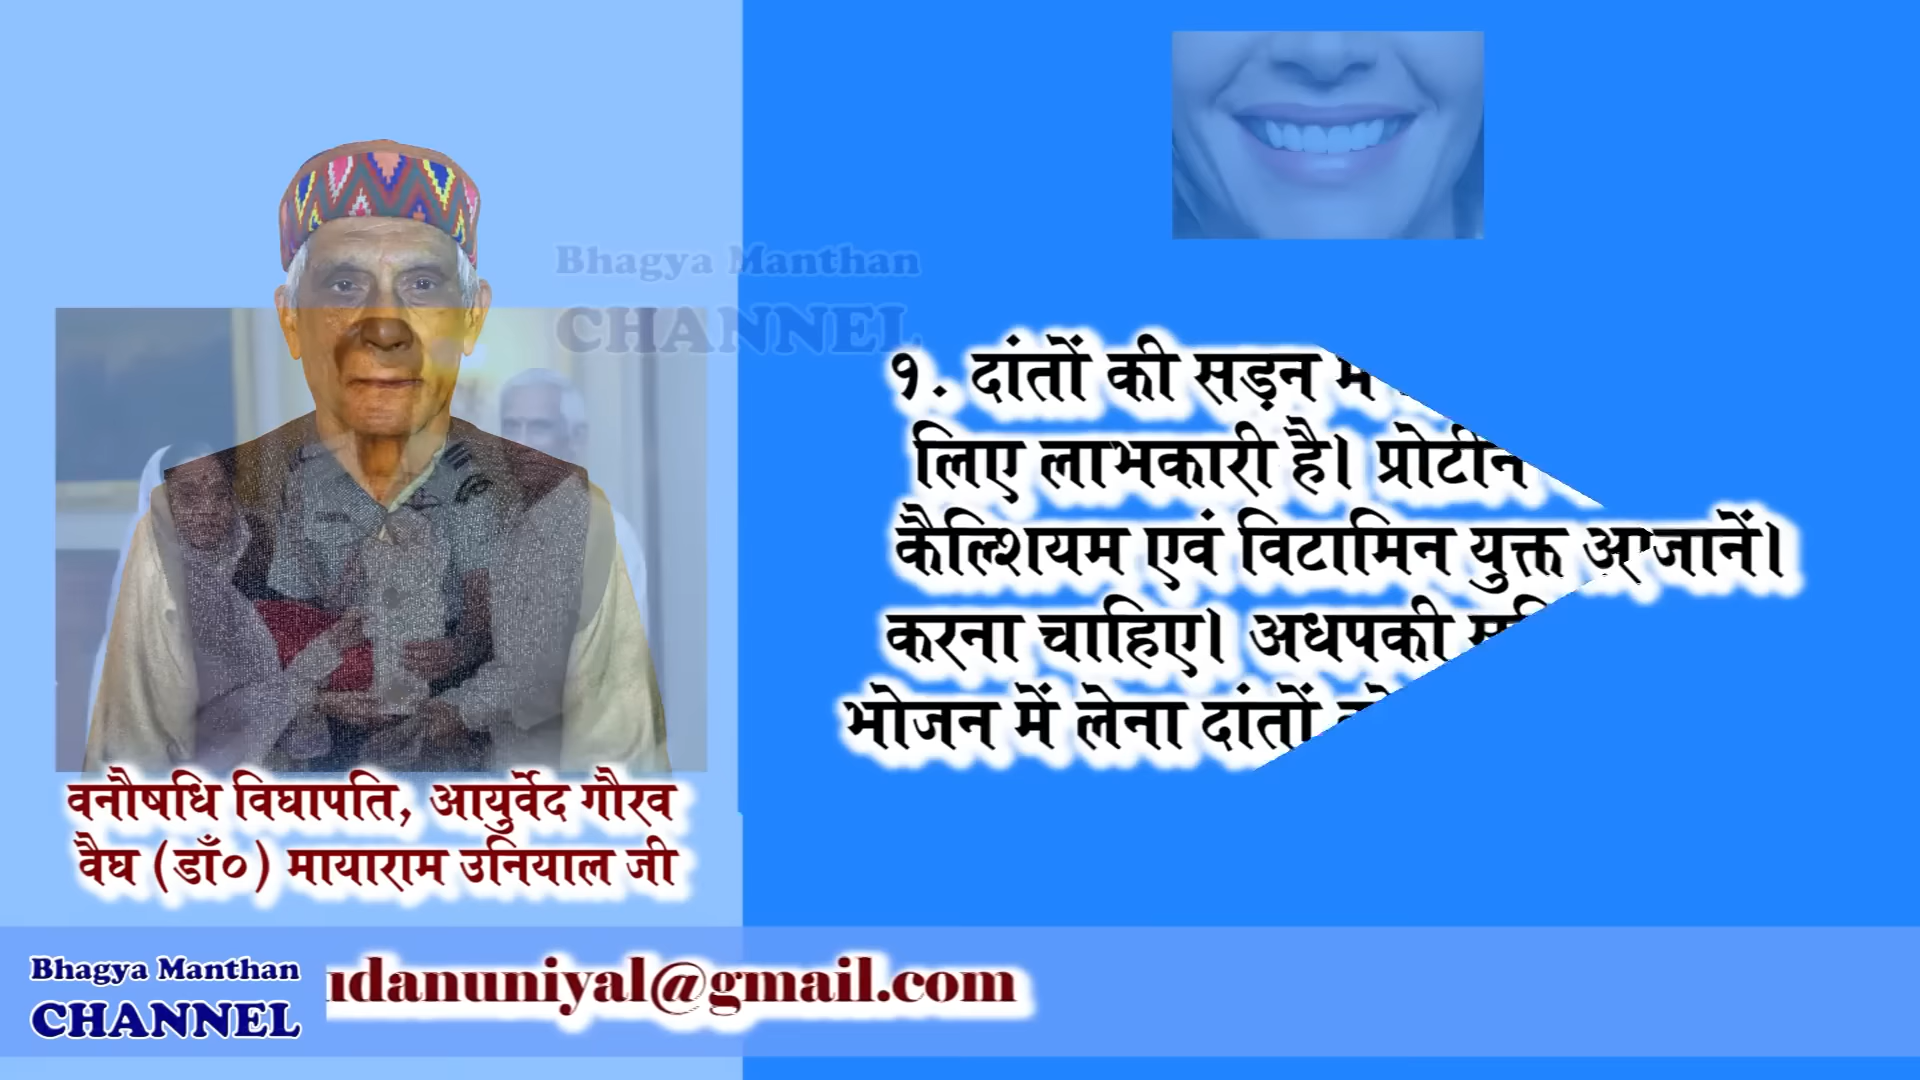 Bhagya Manthan
CHANNEL
१. दांतों की सड़न
लिए लाभकारी है। प्रोटीन
कैल्शियम एवं विटामिन युक्त जानें।
करना चाहिए। अधपकी
भोजन में लेना दांतों
वनौषधि विघापति, आयुर्वेद गौरव
वैघ (डाँ०) मायाराम उनियाल जी
Bhagya Manthan
CHANNEL
udanuniyal@gmail.com